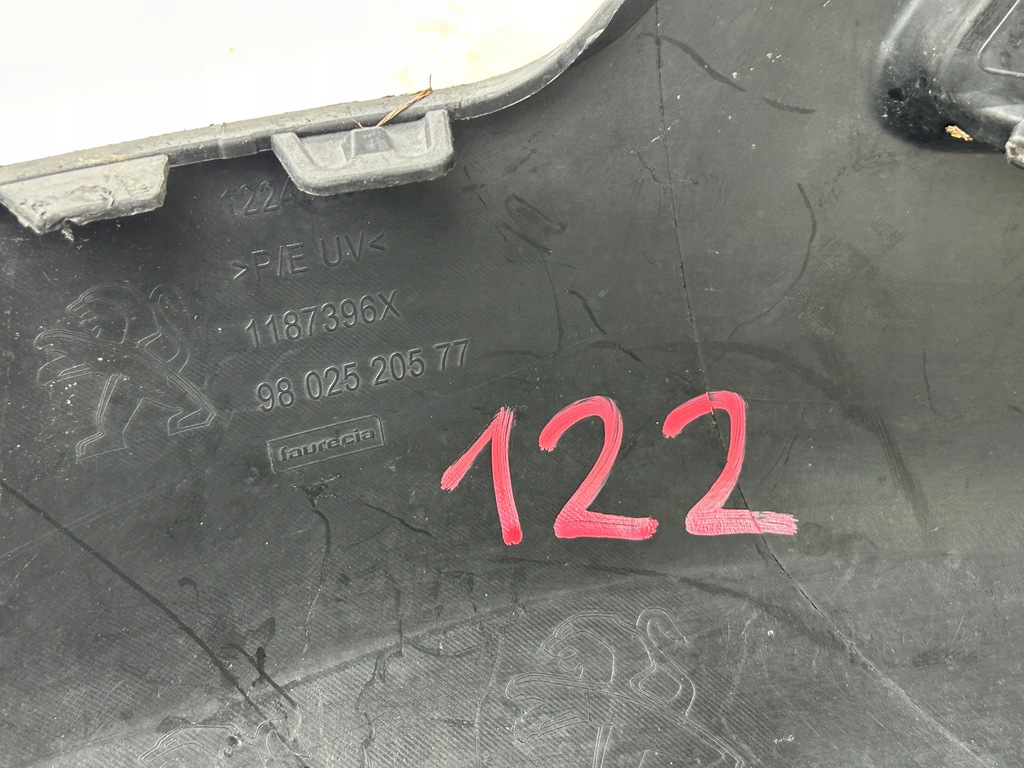 >P/E UV<
1187396X
98 025 205 77
faurecia
122